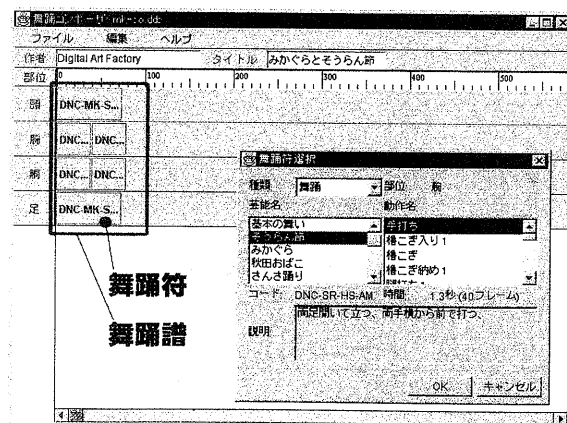 舞踊コンポーザ
ファイル 編集 ヘルプ
作者 Digital Art Factory タイトル みかぐらとそうらん節
部位 0 100 200 300 400 500
頭 DNC-MK-S...
腕 DNC... DNC...
胴 DNC... DNC...
足 DNC-MK-S...
舞踊符
舞踊譜
舞踊符選択
種類 舞踊 部位 腕
芸能名 動作名
基本の舞い 手打ち
そうらん節 櫓こぎ入り1
みかぐら 櫓こぎ
秋田おばこ 櫓こぎ納め1
さんさ踊り
コード: DNC-SR-HS-AM 時間: 1.3秒(40フレーム)
説明 両足開いて立つ、両手横から前で打つ、
OK キャンセル